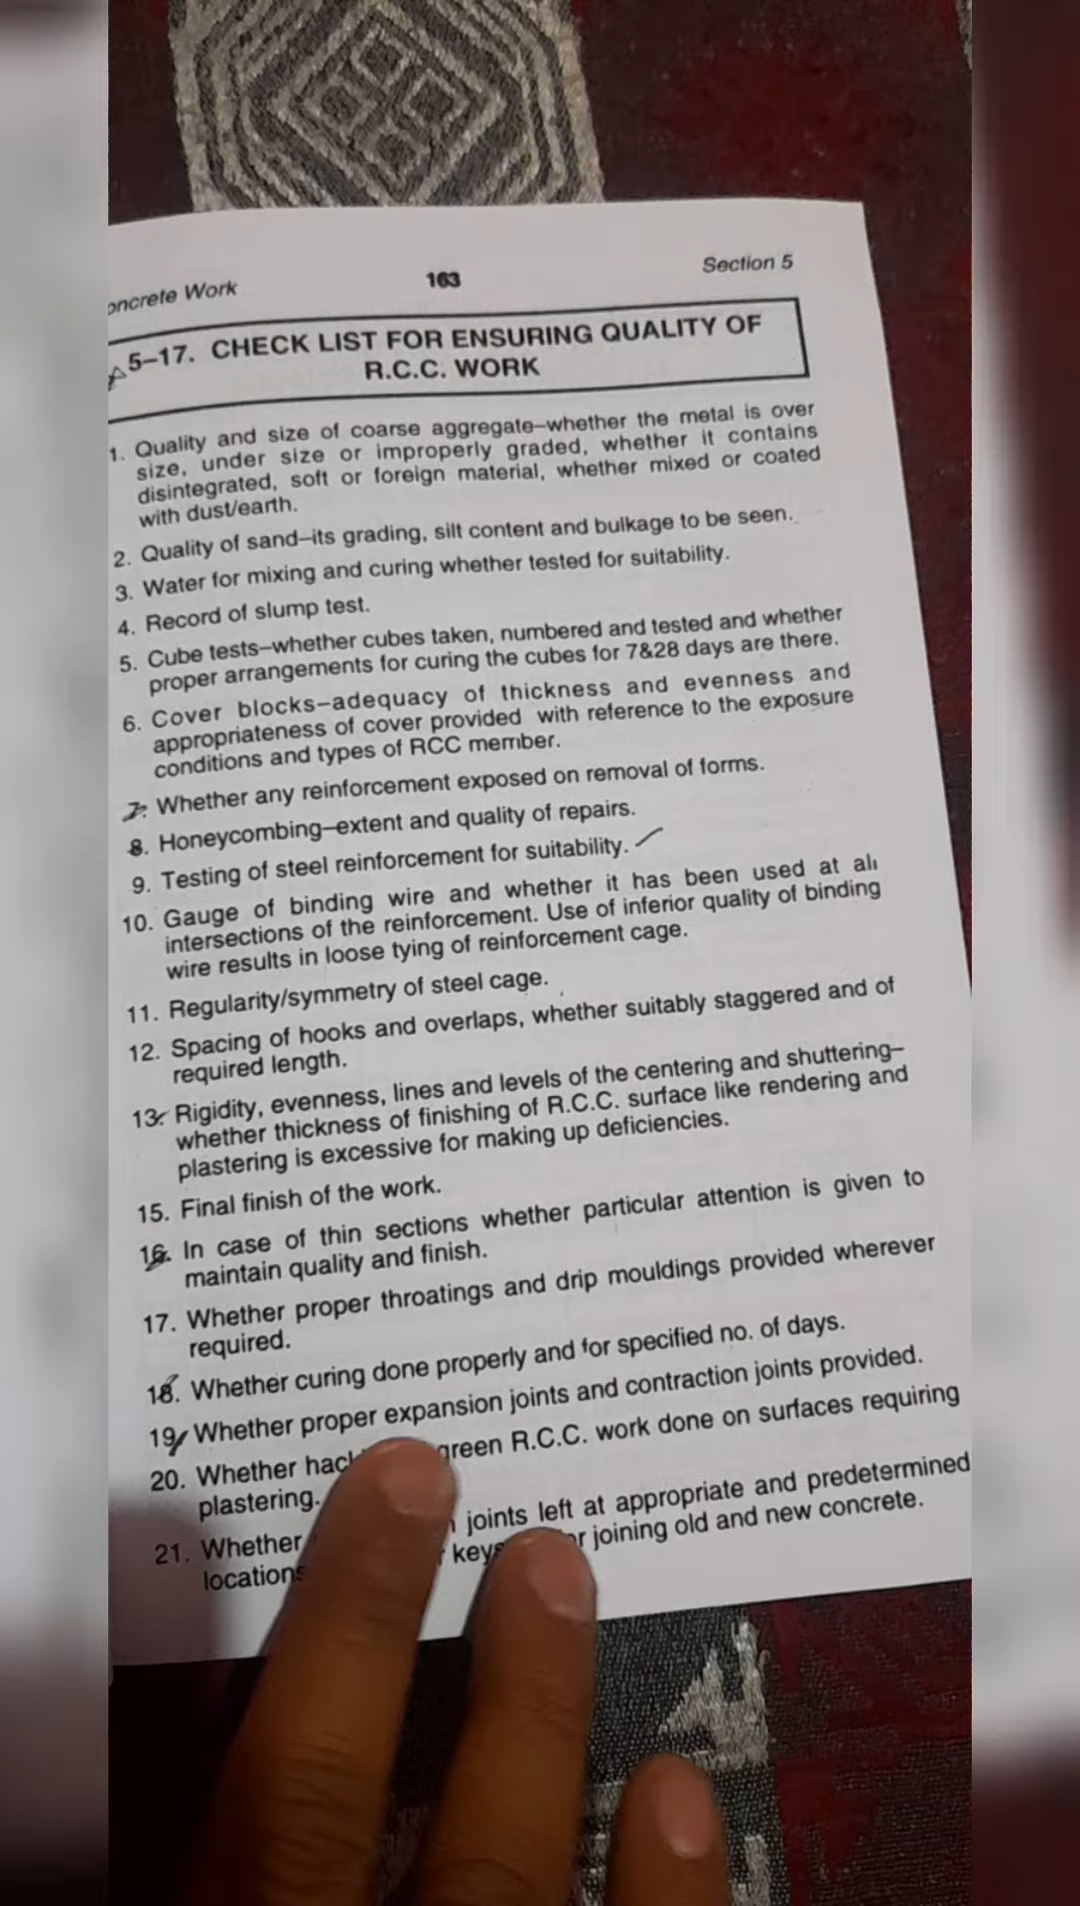 oncrete Work 163 Section 5
5–17. CHECK LIST FOR ENSURING QUALITY OF
R.C.C. WORK
1. Quality and size of coarse aggregate–whether the metal is over
size, under size or improperly graded, whether it contains
disintegrated, soft or foreign material, whether mixed or coated
with dust/earth.
2. Quality of sand–its grading, silt content and bulkage to be seen.
3. Water for mixing and curing whether tested for suitability.
4. Record of slump test.
5. Cube tests–whether cubes taken, numbered and tested and whether
proper arrangements for curing the cubes for 7&28 days are there.
6. Cover blocks–adequacy of thickness and evenness and
appropriateness of cover provided with reference to the exposure
conditions and types of RCC member.
7. Whether any reinforcement exposed on removal of forms.
8. Honeycombing–extent and quality of repairs.
9. Testing of steel reinforcement for suitability.
10. Gauge of binding wire and whether it has been used at all
intersections of the reinforcement. Use of inferior quality of binding
wire results in loose tying of reinforcement cage.
11. Regularity/symmetry of steel cage.
12. Spacing of hooks and overlaps, whether suitably staggered and of
required length.
13. Rigidity, evenness, lines and levels of the centering and shuttering–
whether thickness of finishing of R.C.C. surface like rendering and
plastering is excessive for making up deficiencies.
15. Final finish of the work.
16. In case of thin sections whether particular attention is given to
maintain quality and finish.
17. Whether proper throatings and drip mouldings provided wherever
required.
18. Whether curing done properly and for specified no. of days.
19. Whether proper expansion joints and contraction joints provided.
20. Whether green R.C.C. work done on surfaces requiring
plastering.
21. Whether joints left at appropriate and predetermined
locations joining old and new concrete.